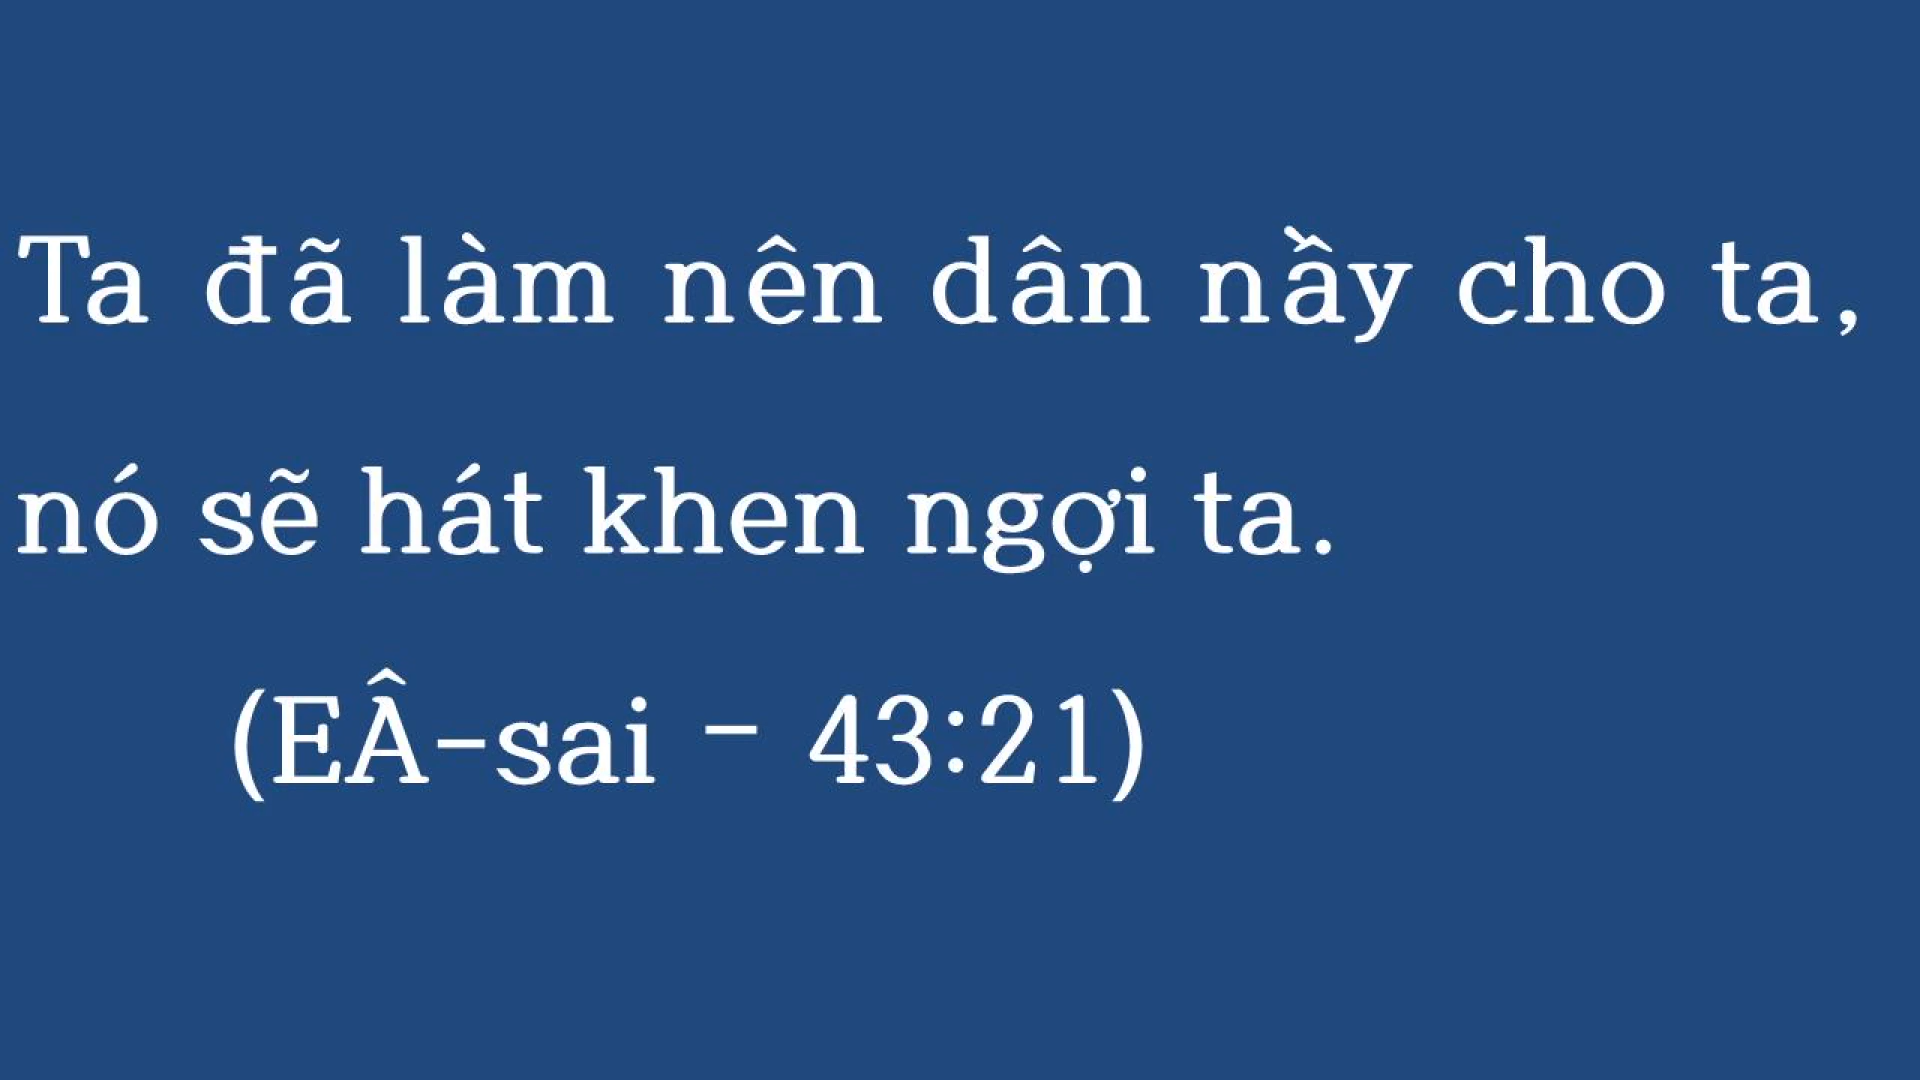 Ta đã làm nên dân nầy cho ta,
nó sẽ hát khen ngợi ta.
(EÂ-sai - 43:21)